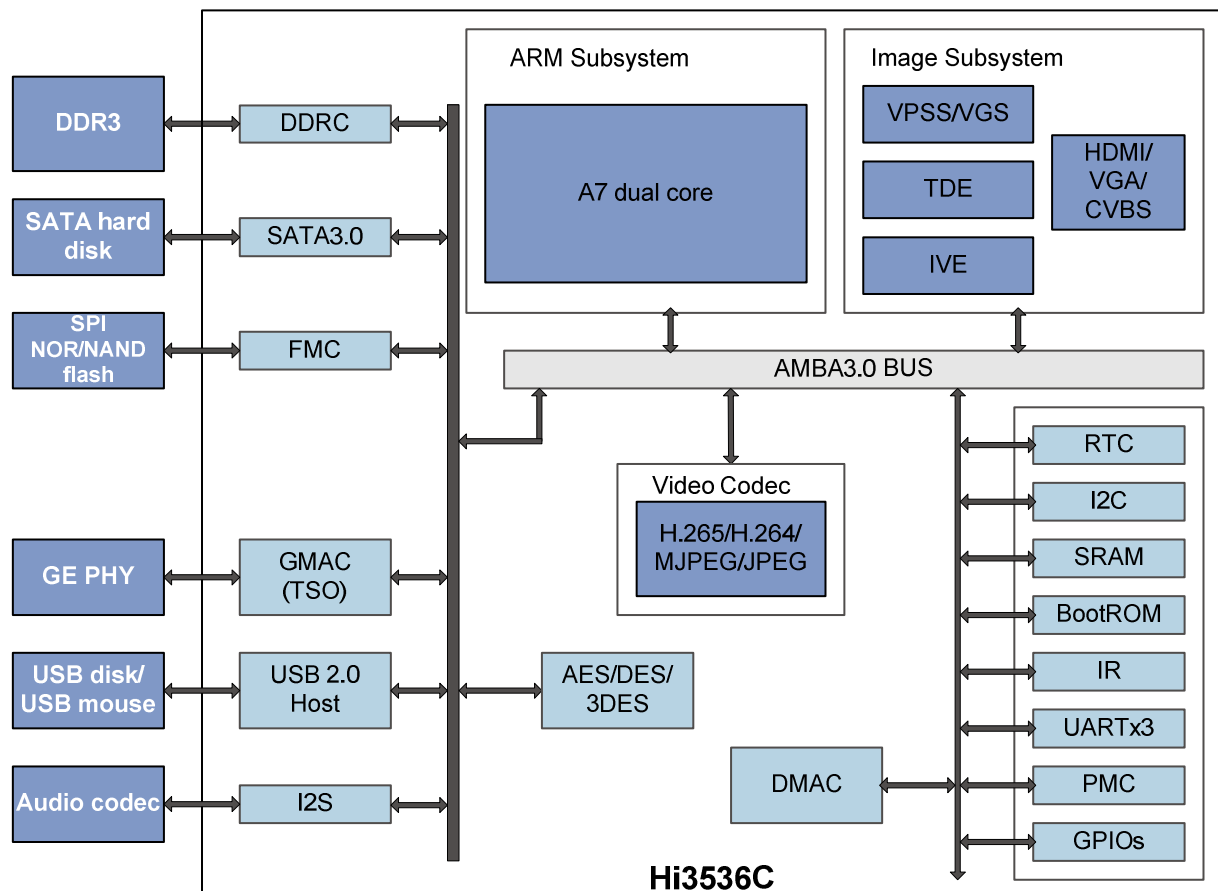 ARM Subsystem
A7 dual core
Image Subsystem
VPSS/VGS
TDE
IVE
HDMI/
VGA/
CVBS
DDR3
DDRC
SATA hard
disk
SATA3.0
SPI
NOR/NAND
flash
FMC
AMBA3.0 BUS
Video Codec
H.265/H.264/
MJPEG/JPEG
GE PHY
GMAC
(TSO)
USB disk/
USB mouse
USB 2.0
Host
AES/DES/
3DES
Audio codec
I2S
DMAC
RTC
I2C
SRAM
BootROM
IR
UARTx3
PMC
GPIOs
Hi3536C